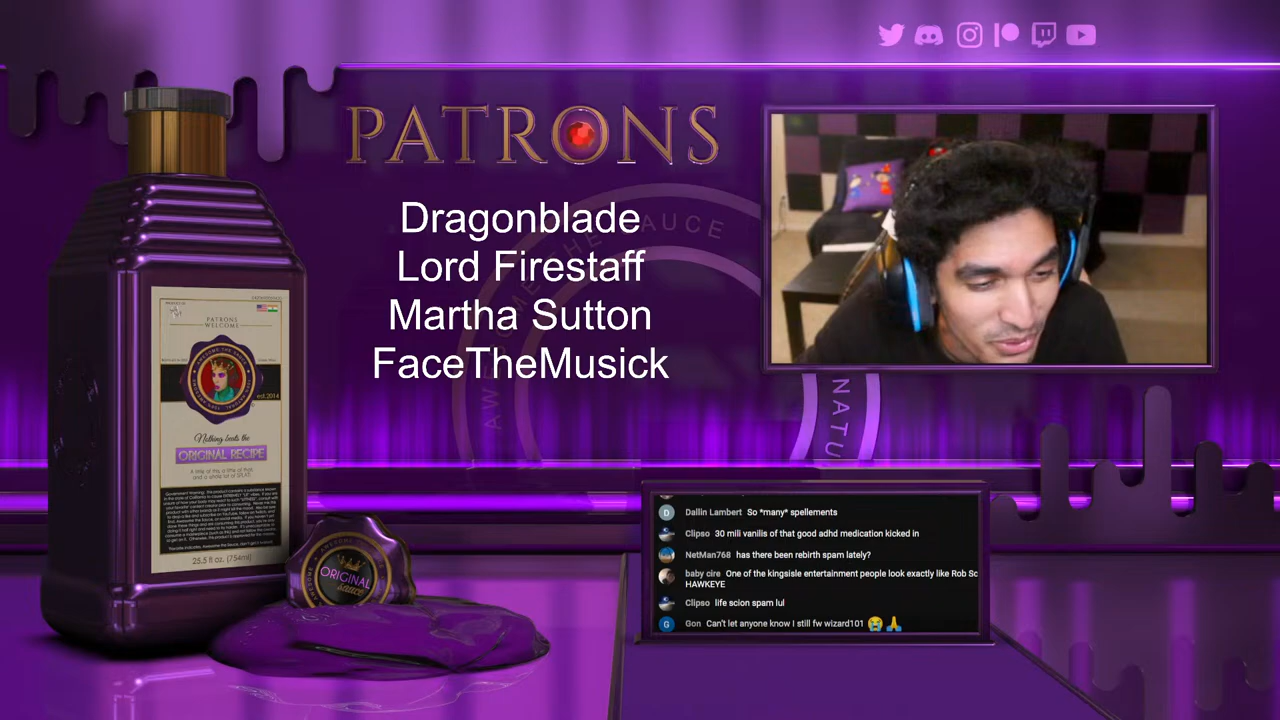 PATRONS
Dragonblade
Lord Firestaff
Martha Sutton
FaceTheMusick
THE SAUCE
NATU
PATRONS
WELCOME
est.2014
Nothing beats the
ORIGINAL RECIPE
A little of this, a little of that
and a whole lot of SPLAT!
25.5 fl oz. (754ml)
ORIGINAL
sauce
Dallin Lambert So *many* spellements
Clipso 30 mili vanilis of that good adhd medication kicked in
NetMan768 has there been rebirth spam lately?
baby cire One of the kingsisle entertainment people look exactly like Rob Sc
HAWKEYE
Clipso life scion spam lul
Gon Can't let anyone know I still fw wizard101 😭 🙏